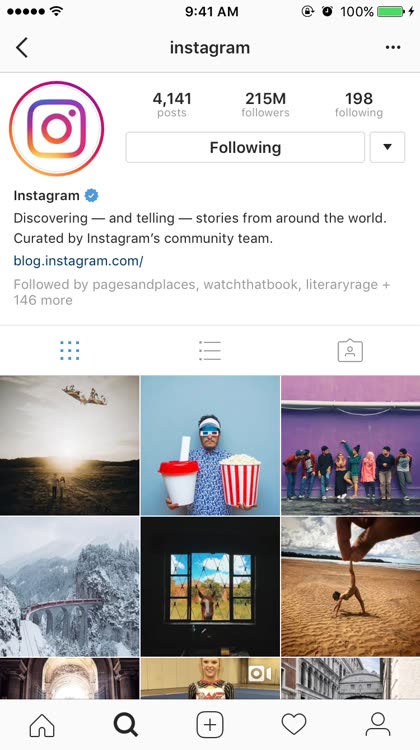 9:41 AM
100%
instagram
4,141
posts
215M
followers
198
following
Following
Instagram
Discovering — and telling — stories from around the world.
Curated by Instagram’s community team.
blog.instagram.com/
Followed by pagesandplaces, watchthatbook, literaryrage +
146 more